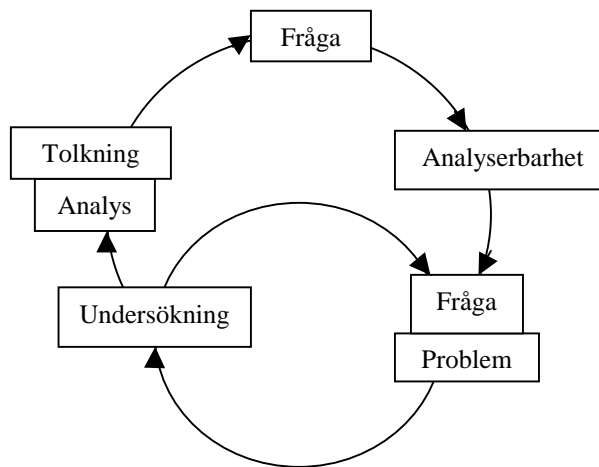 Fråga
Analyserbarhet
Tolkning
Analys
Fråga
Undersökning
Problem